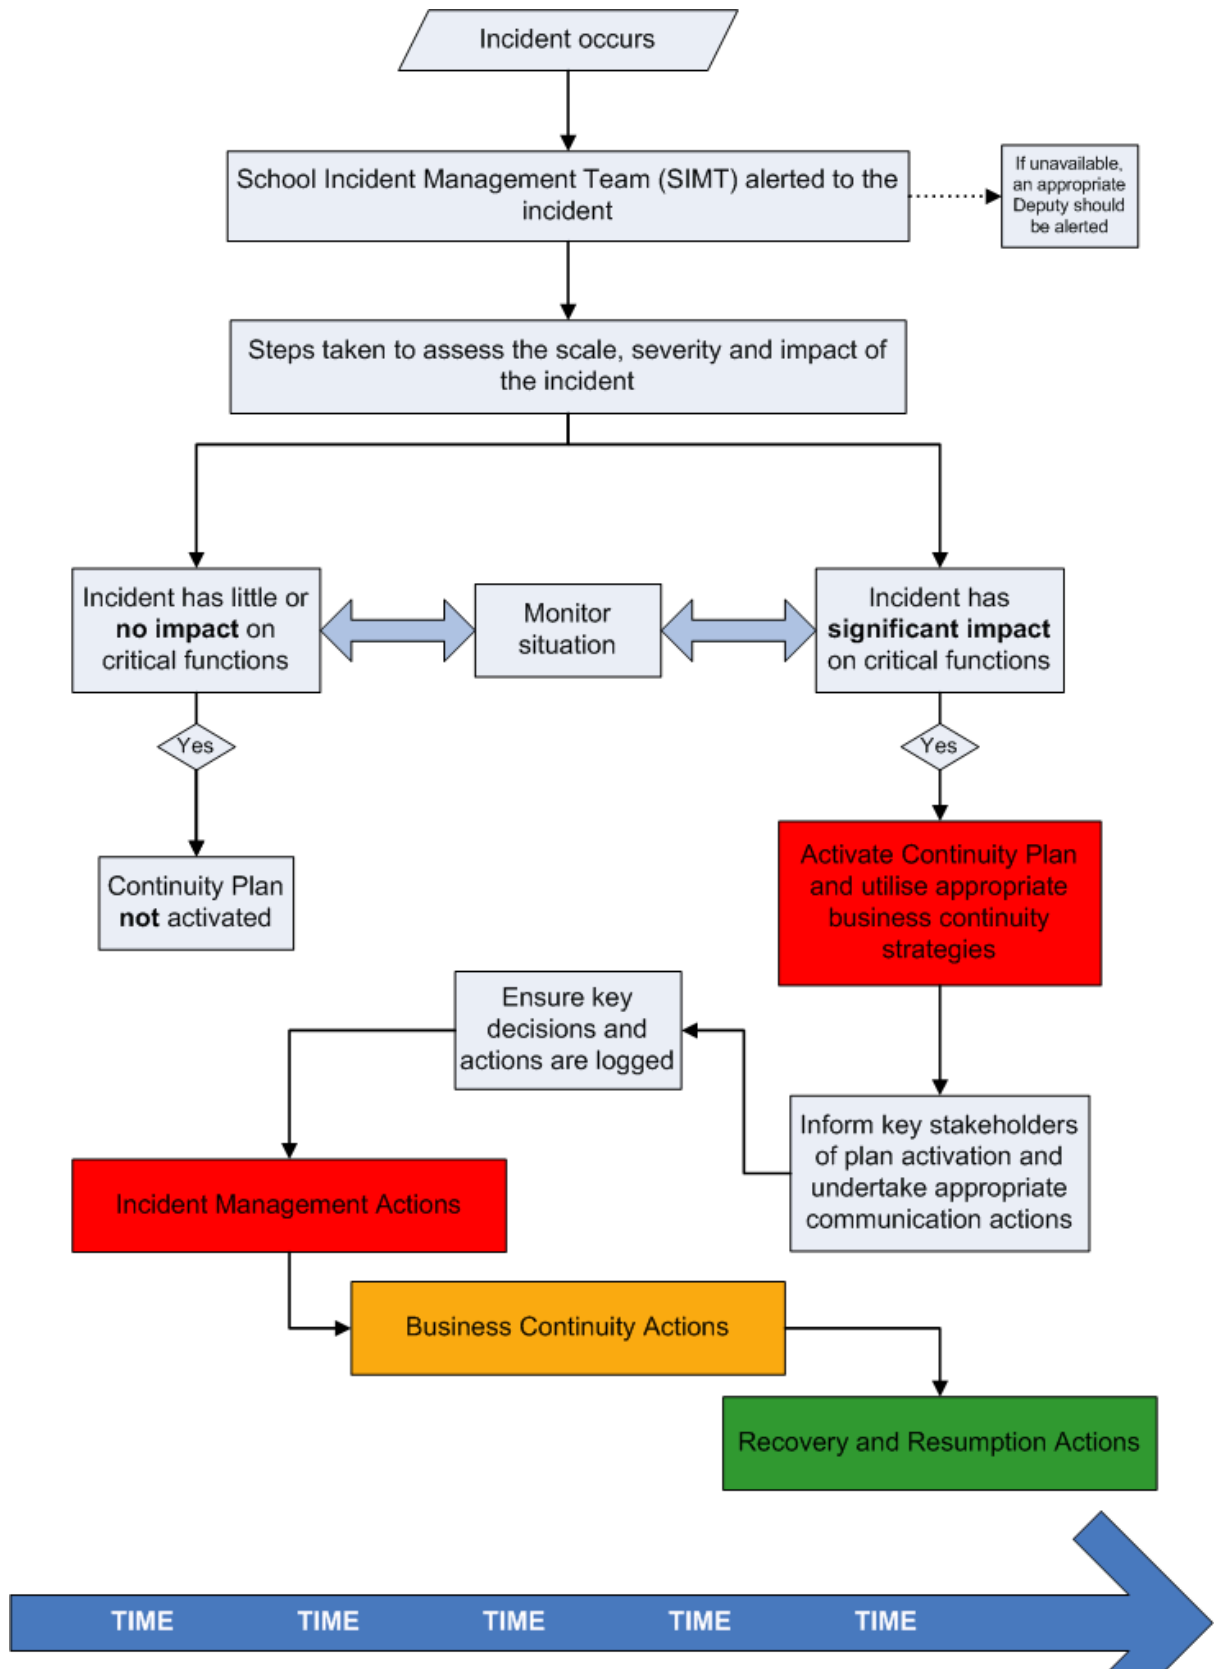 Incident occurs
School Incident Management Team (SIMT) alerted to the
incident
If unavailable,
an appropriate
Deputy should
be alerted
Steps taken to assess the scale, severity and impact of
the incident
Incident has little or
no impact on
critical functions
Monitor
situation
Incident has
significant impact
on critical functions
Yes
Yes
Continuity Plan
not activated
Activate Continuity Plan
and utilise appropriate
business continuity
strategies
Ensure key
decisions and
actions are logged
Inform key stakeholders
of plan activation and
undertake appropriate
communication actions
Incident Management Actions
Business Continuity Actions
Recovery and Resumption Actions
TIME TIME TIME TIME TIME